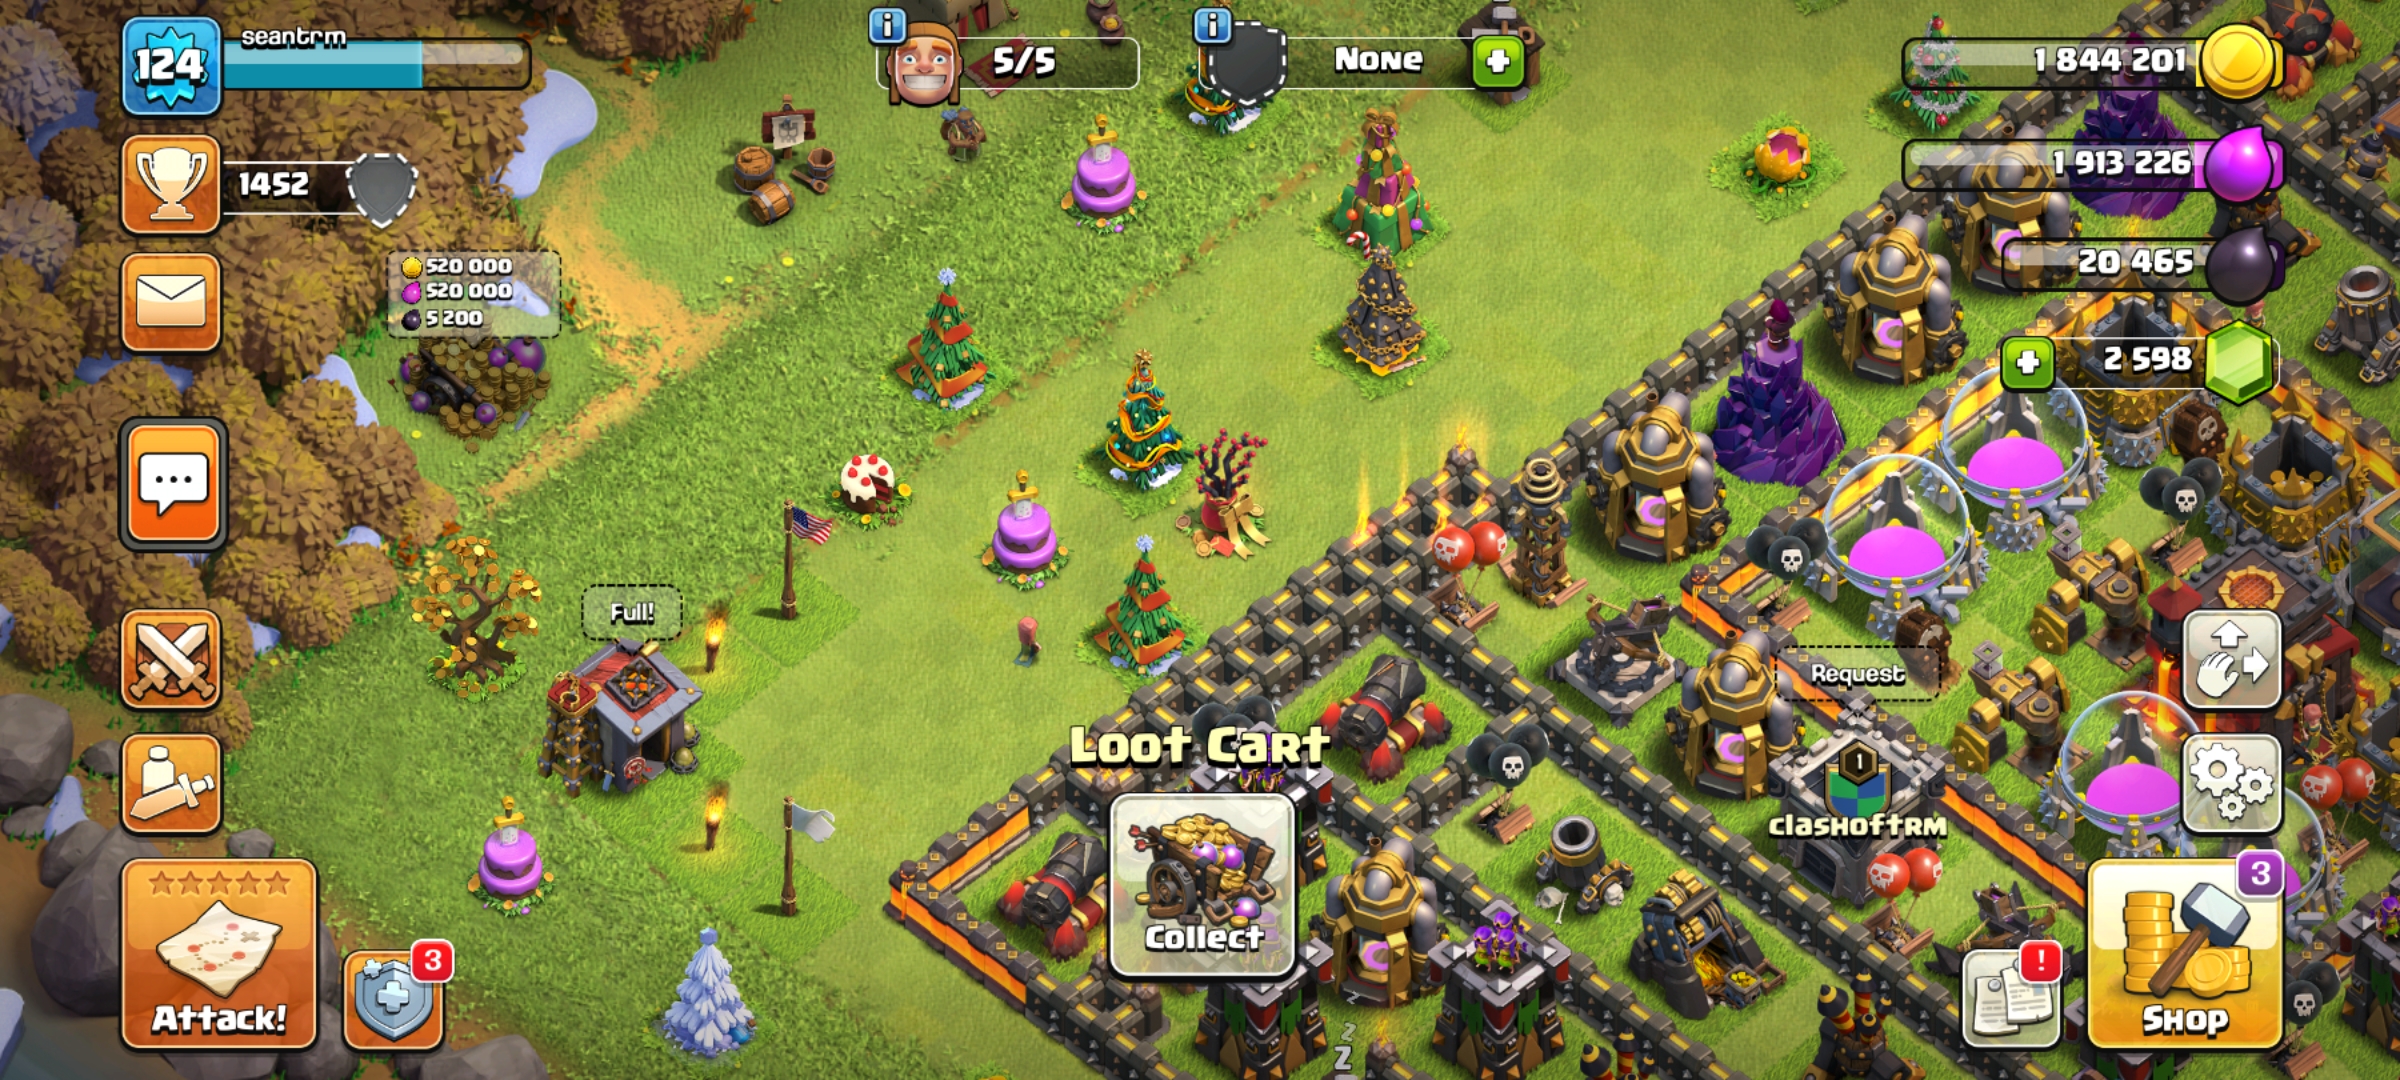 124
seantrm
5/5
None
1 844 201
1452
1 913 226
20 465
520 000
520 000
5 200
2 598
Full!
Request
Loot Cart
1
clashoftrm
Collect
3
3
!
Attack!
Shop
z
z
Z